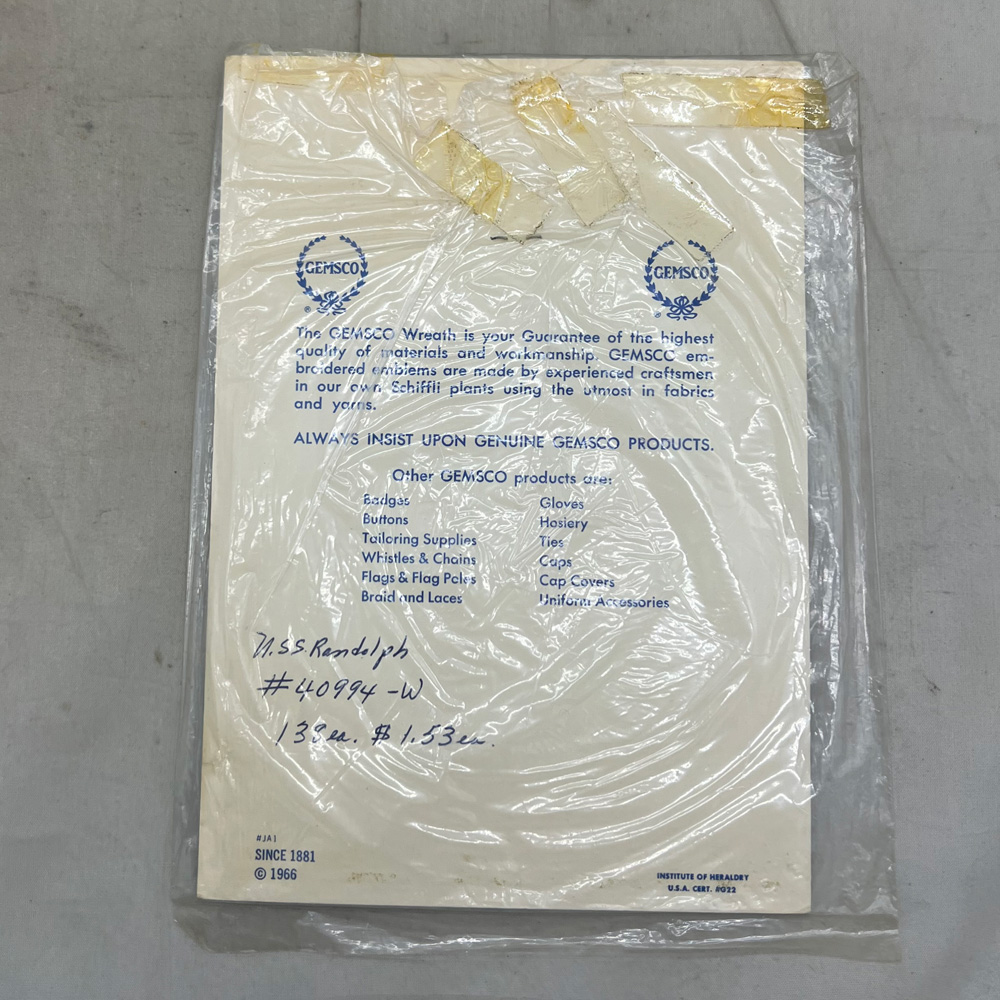 GEMSCO
GEMSCO
®
®
The GEMSCO Wreath is your Guarantee of the highest
quality of materials and workmanship. GEMSCO em-
broidered emblems are made by experienced craftsmen
in our own Schiffli plants using the utmost in fabrics
and yarns.
ALWAYS INSIST UPON GENUINE GEMSCO PRODUCTS.
Other GEMSCO products are:
Badges
Buttons
Tailoring Supplies
Whistles & Chains
Flags & Flag Poles
Braid and Laces
Gloves
Hosiery
Ties
Caps
Cap Covers
Uniform Accessories
U.S.S. Randolph
#40994-W
138 ea. $1.53 ea.
#JA1
SINCE 1881
© 1966
INSTITUTE OF HERALDRY
U.S.A. CERT. #G22